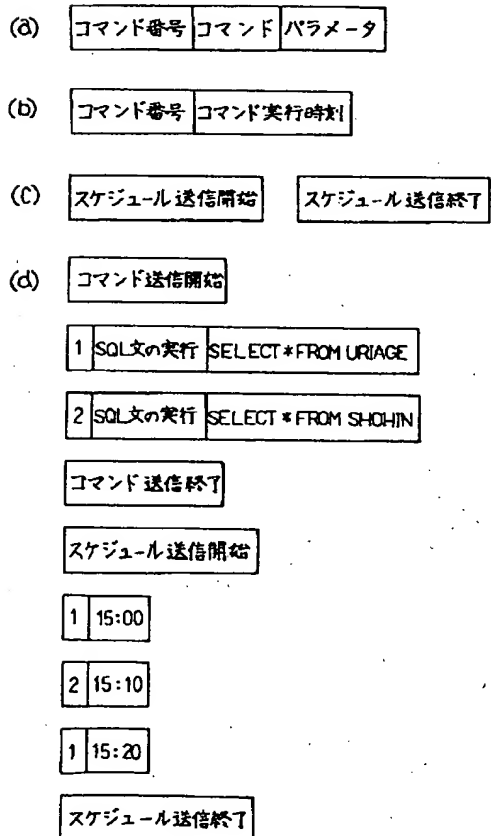 (a) コマンド番号 コマンド パラメータ
(b) コマンド番号 コマンド実行時刻
(c) スケジュール送信開始 スケジュール送信終了
(d) コマンド送信開始
1 SQL文の実行 SELECT*FROM URIAGE
2 SQL文の実行 SELECT*FROM SHOHIN
コマンド送信終了
スケジュール送信開始
1 15:00
2 15:10
1 15:20
スケジュール送信終了